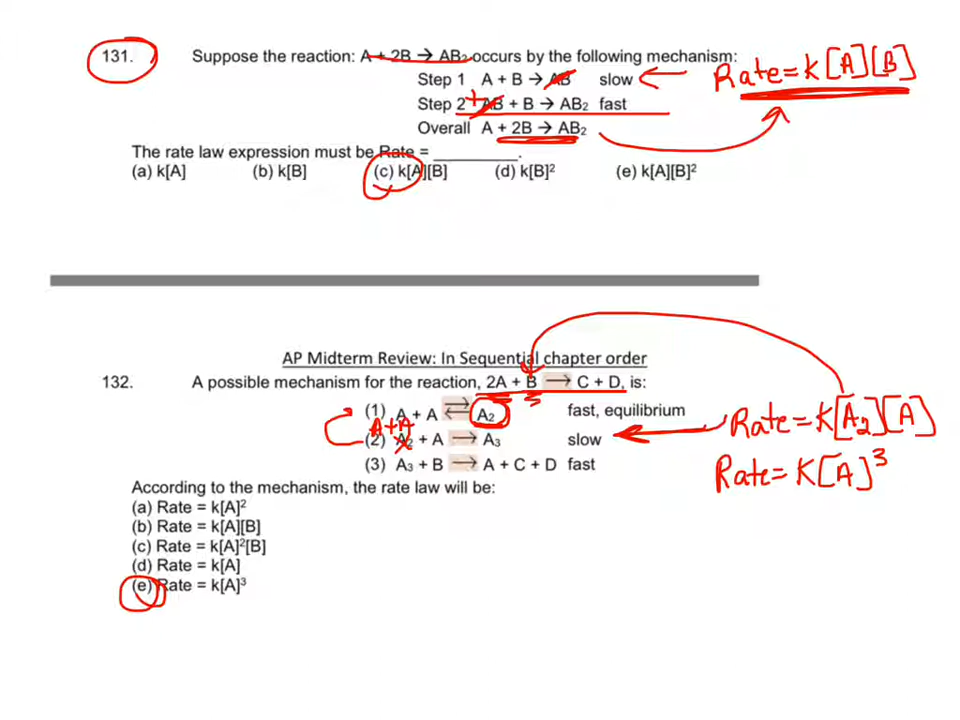 131. Suppose the reaction: A + 2B → AB₂ occurs by the following mechanism:
Step 1 A + B → AB slow
Rate = K[A][B]
Step 2 + AB + B → AB₂ fast
Overall A + 2B → AB₂
The rate law expression must be Rate = ________.
(a) k[A] (b) k[B] (c) k[A][B] (d) k[B]² (e) k[A][B]²
AP Midterm Review: In Sequential chapter order
132. A possible mechanism for the reaction, 2A + B → C + D, is:
(1) A + A ⇌ A₂ fast, equilibrium
Rate = K[A₂][A]
A+A
(2) A₂ + A → A₃ slow
(3) A₃ + B → A + C + D fast
Rate = K[A]³
According to the mechanism, the rate law will be:
(a) Rate = k[A]²
(b) Rate = k[A][B]
(c) Rate = k[A]²[B]
(d) Rate = k[A]
(e) Rate = k[A]³